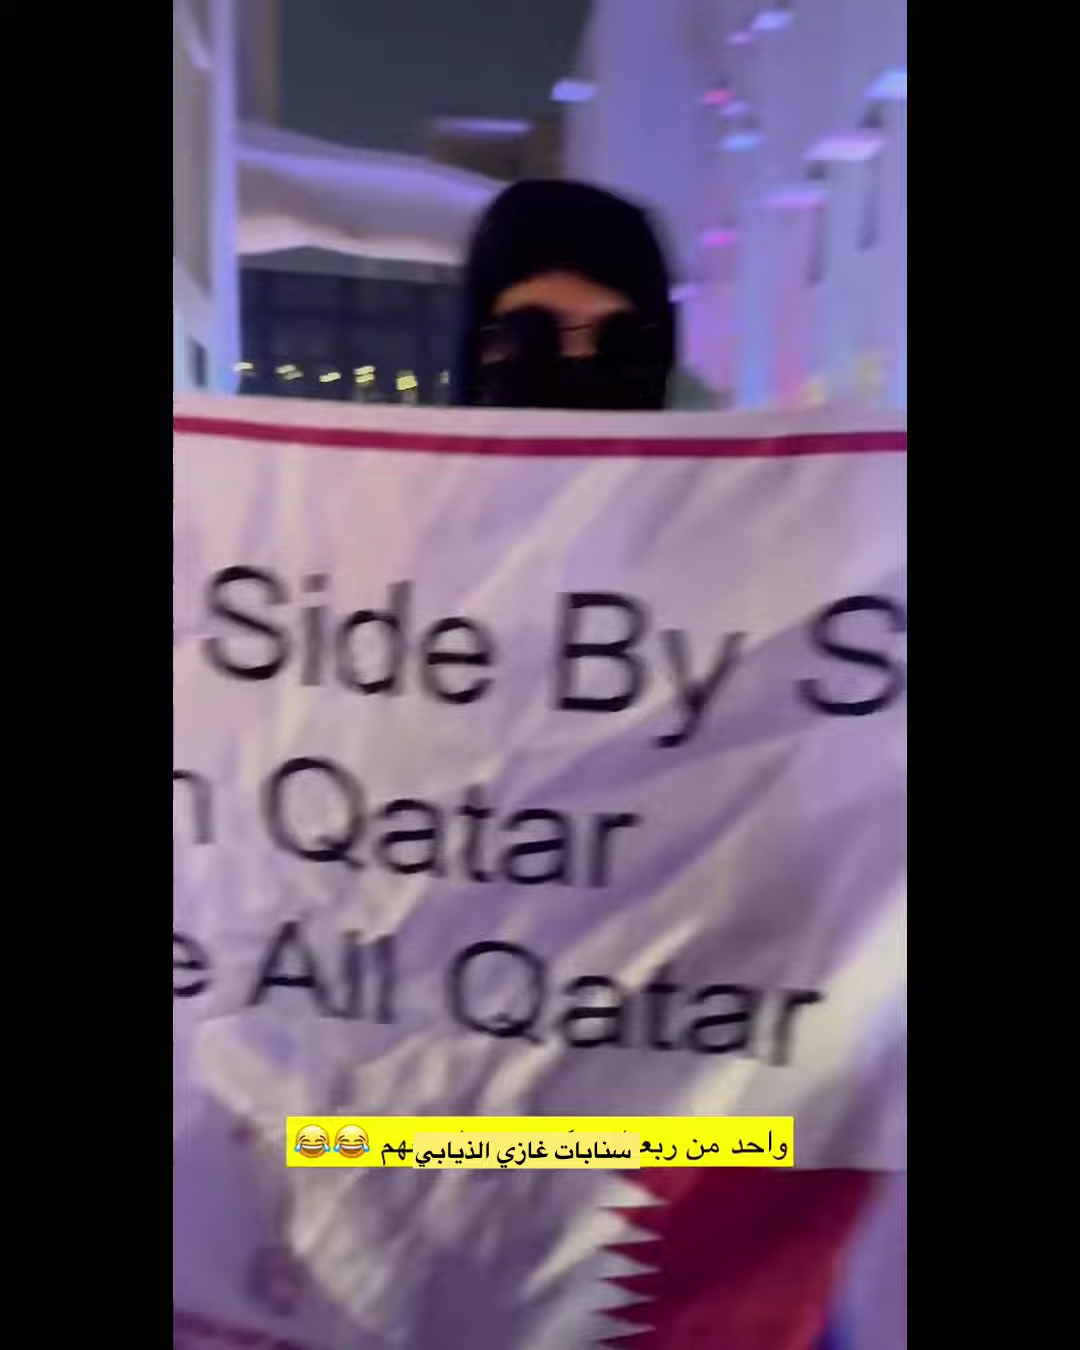 Side By S
n Qatar
e All Qatar
واحد من ربع
هم 😂😂
سنابات غازي الذيابي